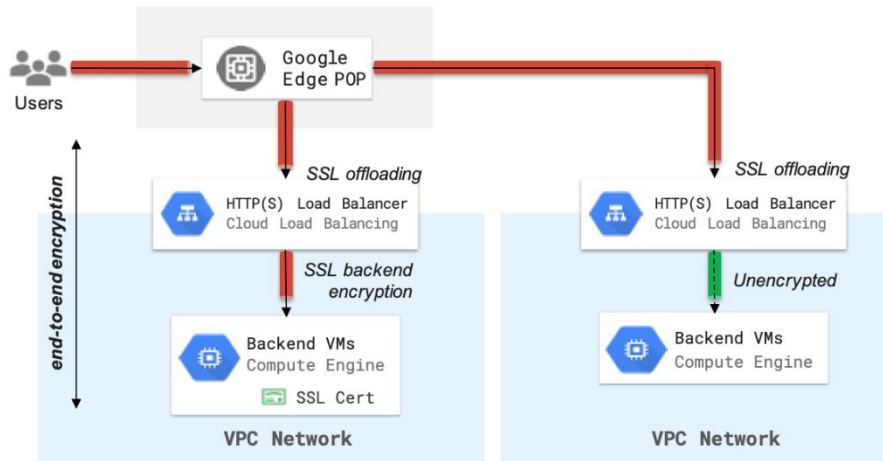 Google
Edge POP
Users
SSL offloading
SSL offloading
HTTP(S) Load Balancer
Cloud Load Balancing
HTTP(S) Load Balancer
Cloud Load Balancing
end-to-end encryption
SSL backend
encryption
Unencrypted
Backend VMs
Compute Engine
SSL Cert
Backend VMs
Compute Engine
VPC Network
VPC Network